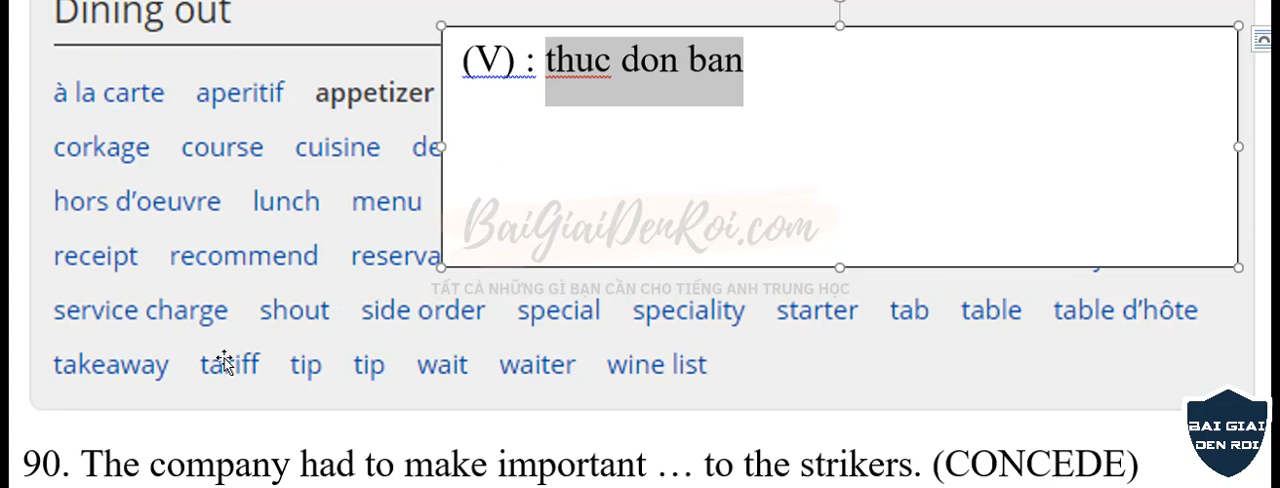 Dining out
(V) : thuc don ban
à la carte aperitif appetizer
corkage course cuisine de
hors d’oeuvre lunch menu
BaiGiaiDenRoi.com
receipt recommend reserva
TẤT CẢ NHỮNG GÌ BẠN CẦN CHO TIẾNG ANH TRUNG HỌC
service charge shout side order special speciality starter tab table table d’hôte
takeaway tariff tip tip wait waiter wine list
BAI GIAI
DEN ROI
90. The company had to make important … to the strikers. (CONCEDE)